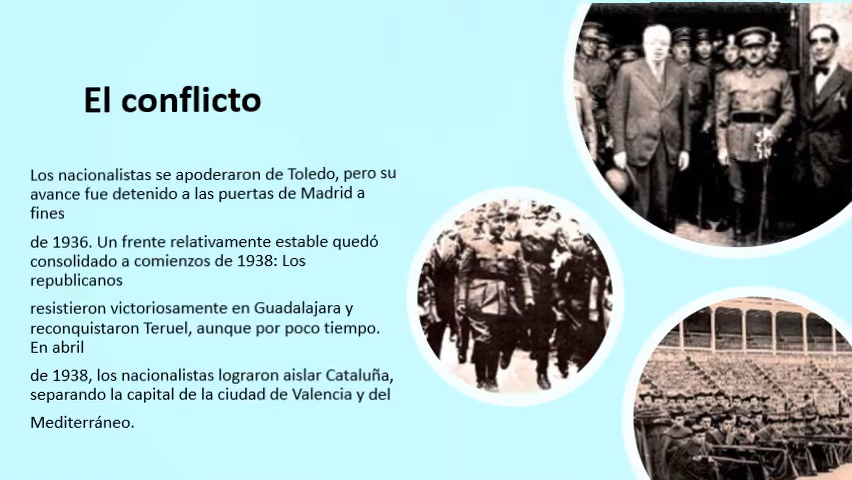 El conflicto
Los nacionalistas se apoderaron de Toledo, pero su
avance fue detenido a las puertas de Madrid a
fines
de 1936. Un frente relativamente estable quedó
consolidado a comienzos de 1938: Los
republicanos
resistieron victoriosamente en Guadalajara y
reconquistaron Teruel, aunque por poco tiempo.
En abril
de 1938, los nacionalistas lograron aislar Cataluña,
separando la capital de la ciudad de Valencia y del
Mediterráneo.